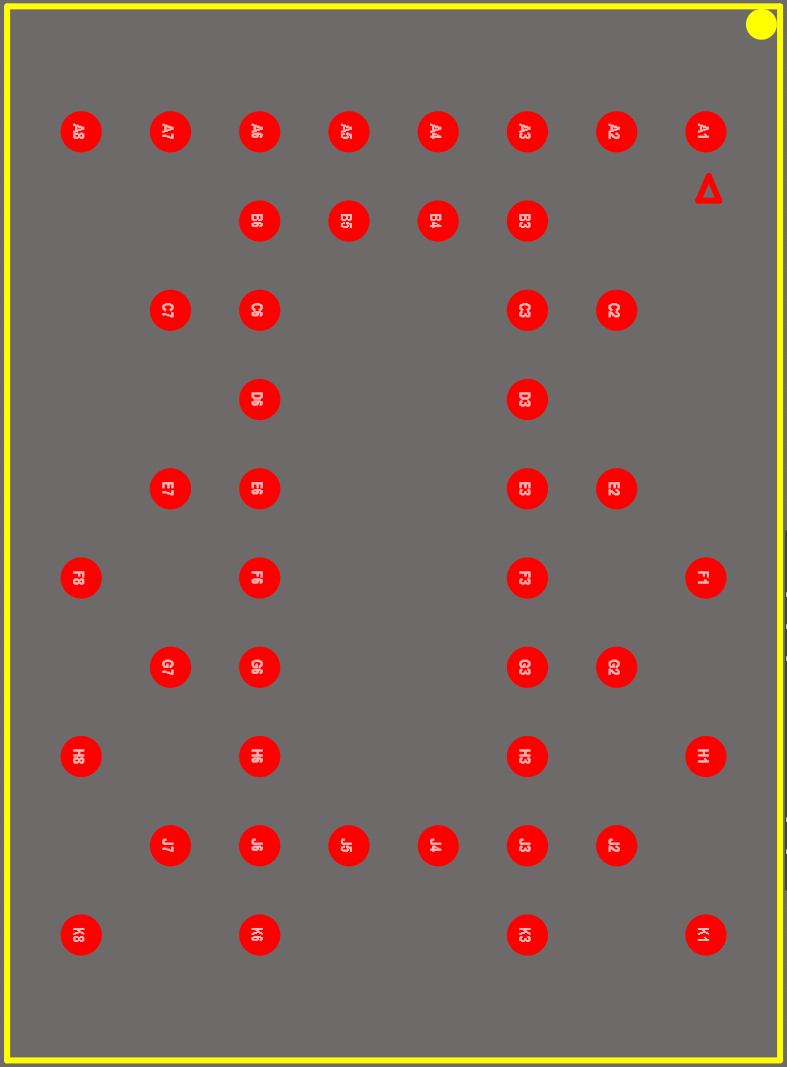 A8 A7 A6 A5 A4 A3 A2 A1
B6 B5 B4 B3
C7 C6 C3 C2
D6 D3
E7 E6 E3 E2
F8 F6 F3 F1
G7 G6 G3 G2
H8 H6 H3 H1
J7 J6 J5 J4 J3 J2
K8 K6 K3 K1